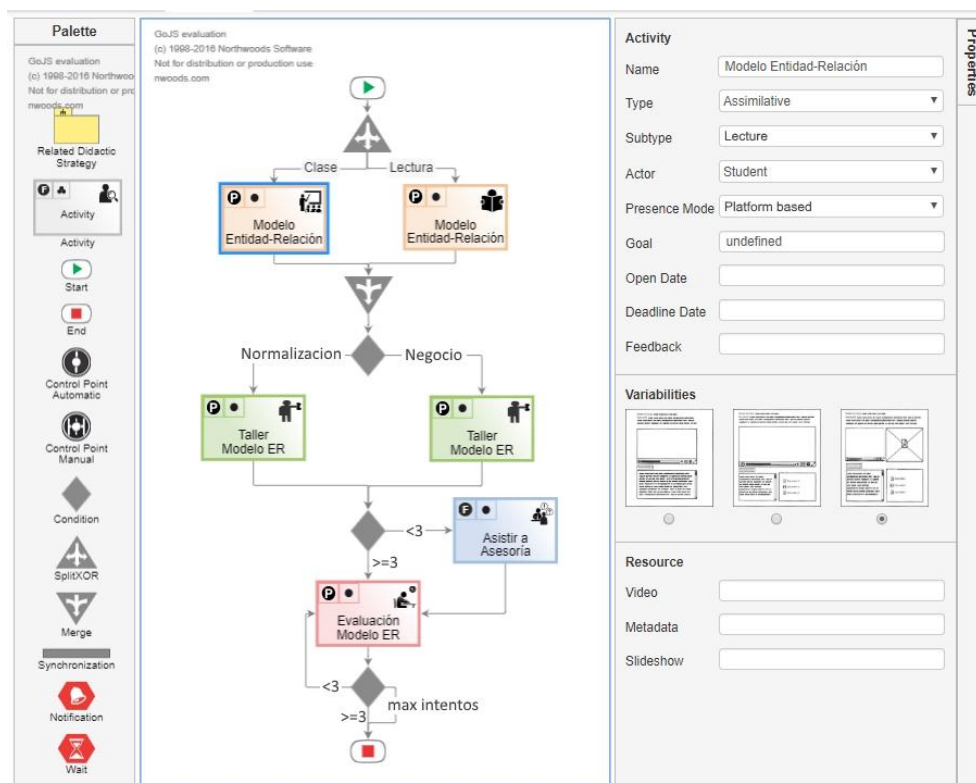 Palette
GoJS evaluation
(c) 1998-2016 Northwoo
Not for distribution or pro
nwoods.com
Related Didactic
Strategy
F
Activity
Activity
Start
End
Control Point
Automatic
Control Point
Manual
Condition
SplitXOR
Merge
Synchronization
Notification
Wait
GoJS evaluation
(c) 1998-2016 Northwoods Software
Not for distribution or production use
nwoods.com
Clase
Lectura
P
Modelo
Entidad-Relación
P
Modelo
Entidad-Relación
Normalizacion
Negocio
P
Taller
Modelo ER
P
Taller
Modelo ER
<3
F
Asistir a
Asesoría
>=3
P
Evaluación
Modelo ER
<3
max intentos
>=3
Activity
Name
Modelo Entidad-Relación
Type
Assimilative
Subtype
Lecture
Actor
Student
Presence Mode
Platform based
Goal
undefined
Open Date
Deadline Date
Feedback
Variabilities
Resource
Video
Metadata
Slideshow
Properties